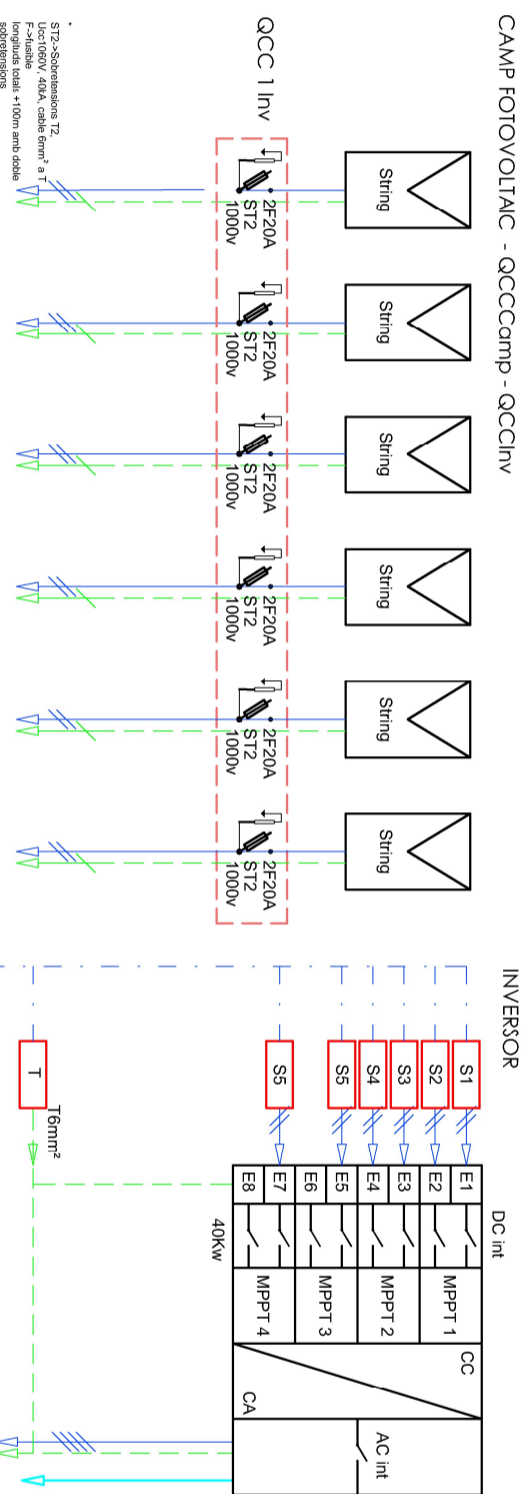 CAMP FOTOVOLTAIC - QCCCamp - QCCInv
String
String
String
String
String
String
QCC 1 Inv
2F20A
ST2
1000v
2F20A
ST2
1000v
2F20A
ST2
1000v
2F20A
ST2
1000v
2F20A
ST2
1000v
2F20A
ST2
1000v
*
ST2->Sobretensions T2,
Ucc1060V, 40kA, cable 6mm² a T
F->fusible
longituds totals +100m amb doble
sobretensions
INVERSOR
S1
S2
S3
S4
S5
S5
T
T6mm²
DC int
E1
E2
E3
E4
E5
E6
E7
E8
40Kw
MPPT 1
MPPT 2
MPPT 3
MPPT 4
CC
CA
AC int